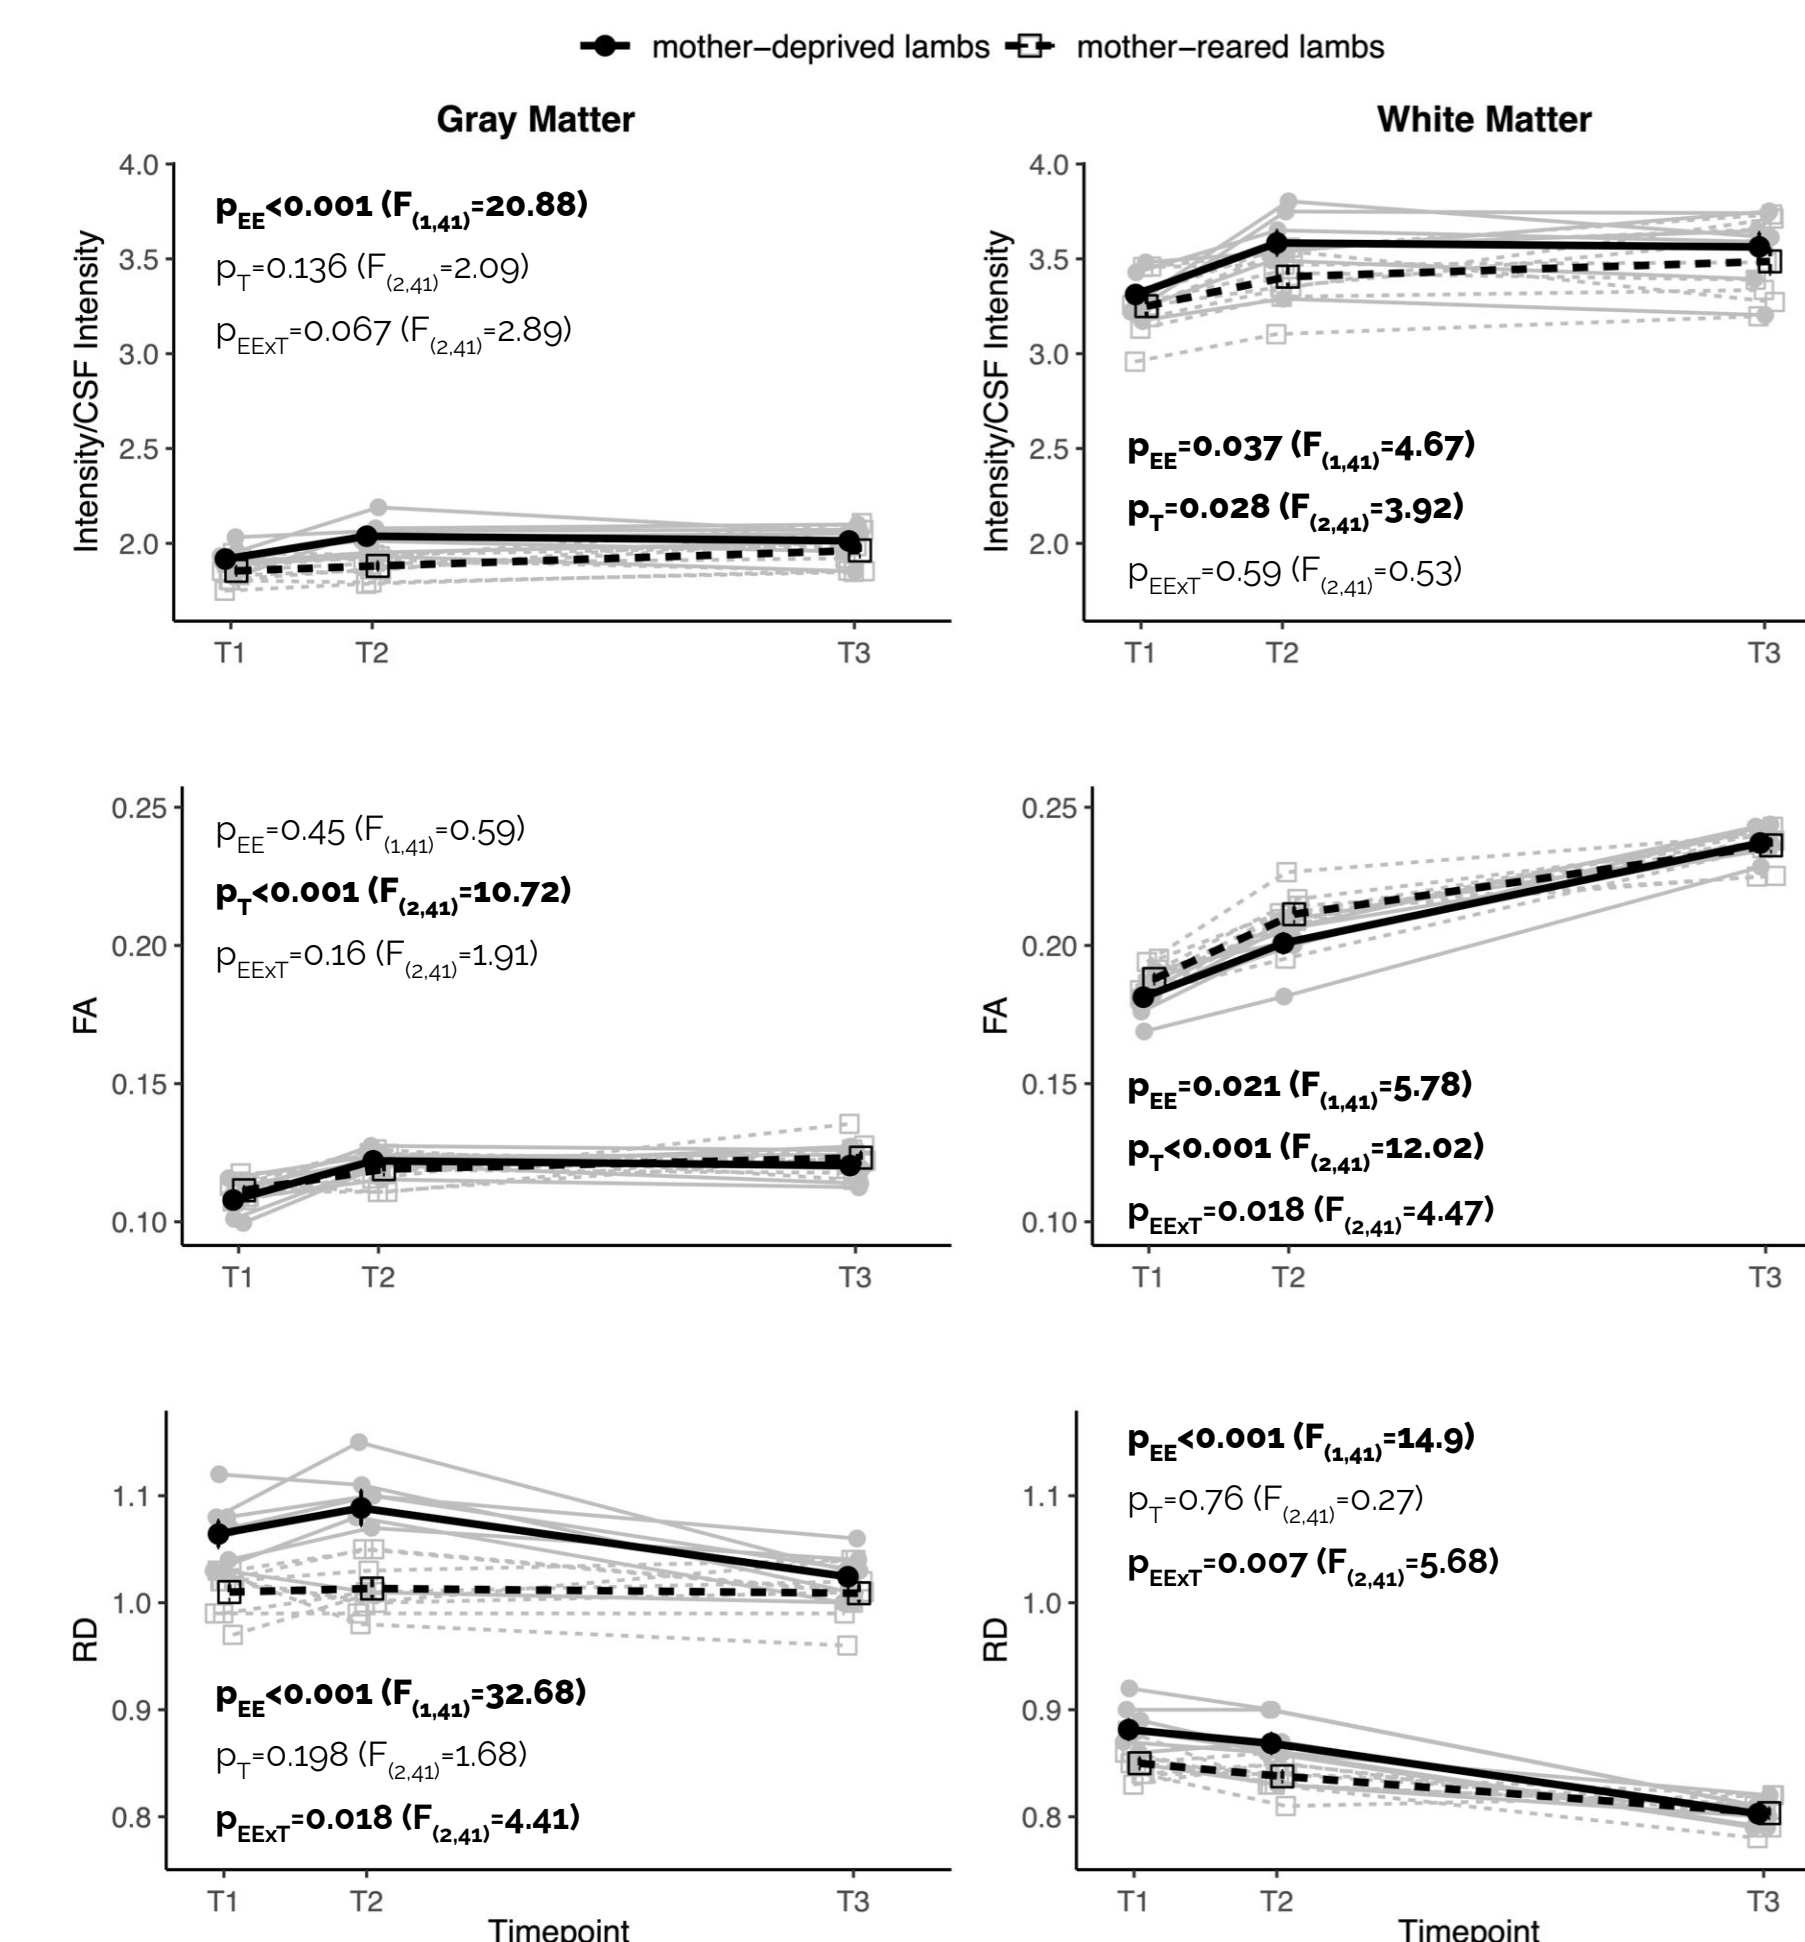 mother–deprived lambs mother–reared lambs
Gray Matter
4.0
3.5
3.0
2.5
2.0
Intensity/CSF Intensity
pEE<0.001 (F(1,41)=20.88)
pT=0.136 (F(2,41)=2.09)
pEExT=0.067 (F(2,41)=2.89)
T1 T2 T3
White Matter
4.0
3.5
3.0
2.5
2.0
Intensity/CSF Intensity
pEE=0.037 (F(1,41)=4.67)
pT=0.028 (F(2,41)=3.92)
pEExT=0.59 (F(2,41)=0.53)
T1 T2 T3
0.25
0.20
0.15
0.10
FA
pEE=0.45 (F(1,41)=0.59)
pT<0.001 (F(2,41)=10.72)
pEExT=0.16 (F(2,41)=1.91)
T1 T2 T3
0.25
0.20
0.15
0.10
FA
pEE=0.021 (F(1,41)=5.78)
pT<0.001 (F(2,41)=12.02)
pEExT=0.018 (F(2,41)=4.47)
T1 T2 T3
1.1
1.0
0.9
0.8
RD
pEE<0.001 (F(1,41)=32.68)
pT=0.198 (F(2,41)=1.68)
pEExT=0.018 (F(2,41)=4.41)
T1 T2 T3
Timepoint
1.1
1.0
0.9
0.8
RD
pEE<0.001 (F(1,41)=14.9)
pT=0.76 (F(2,41)=0.27)
pEExT=0.007 (F(2,41)=5.68)
T1 T2 T3
Timepoint